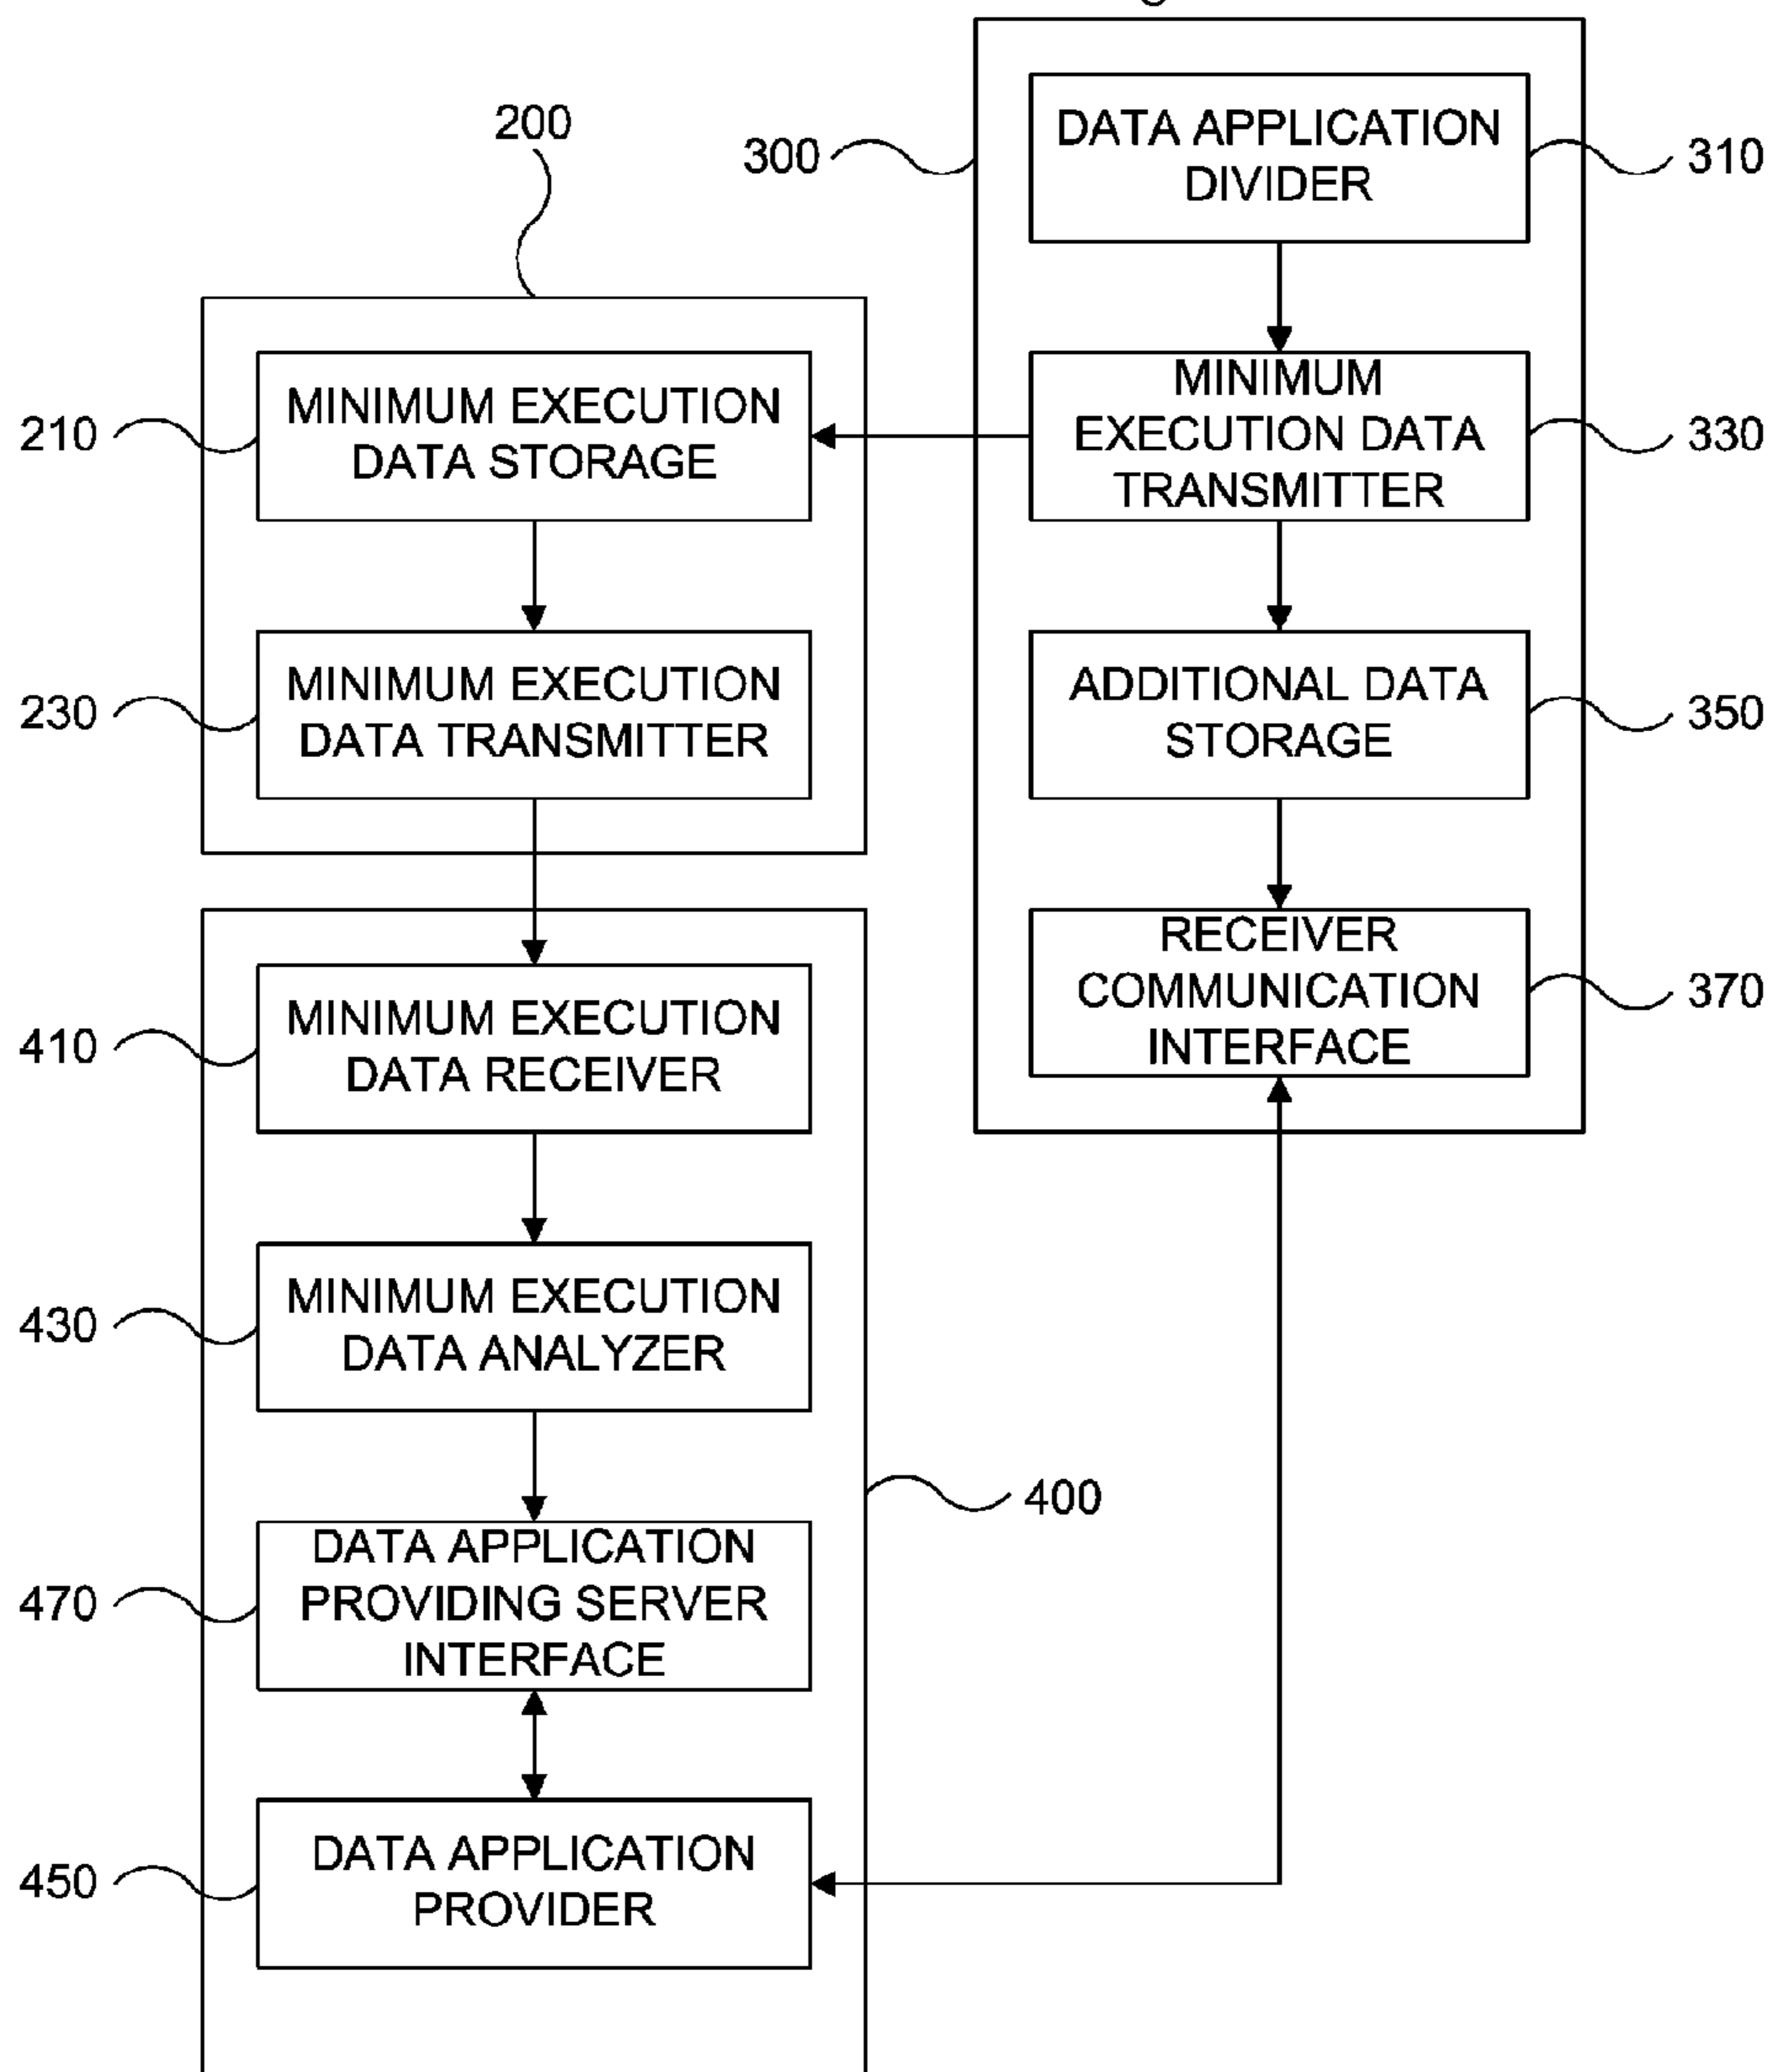 200
300
DATA APPLICATION
DIVIDER
310
210
MINIMUM EXECUTION
DATA STORAGE
MINIMUM
EXECUTION DATA
TRANSMITTER
330
230
MINIMUM EXECUTION
DATA TRANSMITTER
ADDITIONAL DATA
STORAGE
350
410
MINIMUM EXECUTION
DATA RECEIVER
RECEIVER
COMMUNICATION
INTERFACE
370
430
MINIMUM EXECUTION
DATA ANALYZER
400
470
DATA APPLICATION
PROVIDING SERVER
INTERFACE
450
DATA APPLICATION
PROVIDER